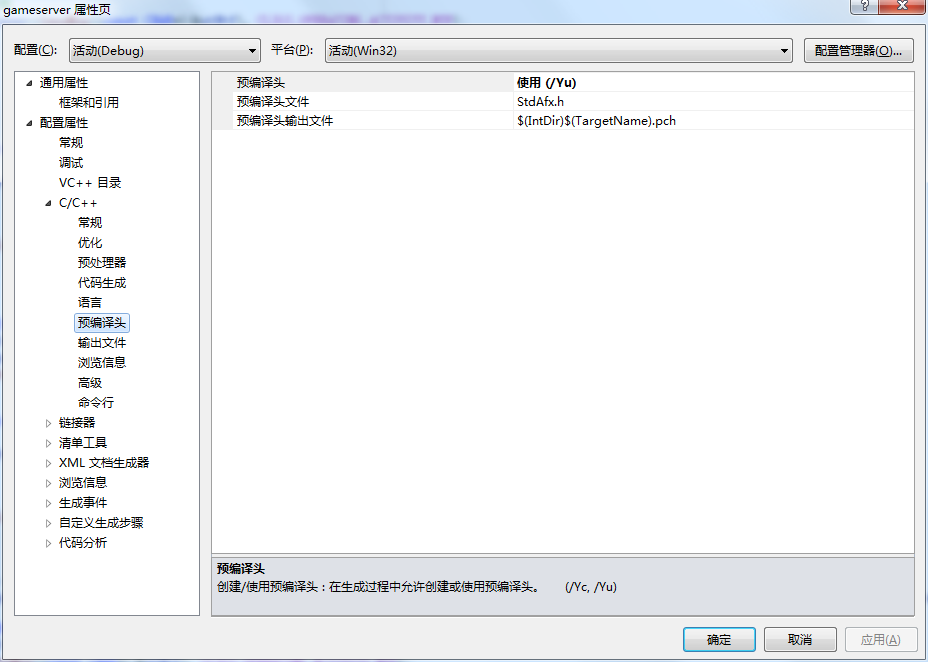 gameserver 属性页
配置(C): 活动(Debug) 平台(P): 活动(Win32) 配置管理器(O)...
通用属性
框架和引用
配置属性
常规
调试
VC++ 目录
C/C++
常规
优化
预处理器
代码生成
语言
预编译头
输出文件
浏览信息
高级
命令行
链接器
清单工具
XML 文档生成器
浏览信息
生成事件
自定义生成步骤
代码分析
预编译头 使用 (/Yu)
预编译头文件 StdAfx.h
预编译头输出文件 $(IntDir)$(TargetName).pch
预编译头
创建/使用预编译头：在生成过程中允许创建或使用预编译头。 (/Yc, /Yu)
确定 取消 应用(A)